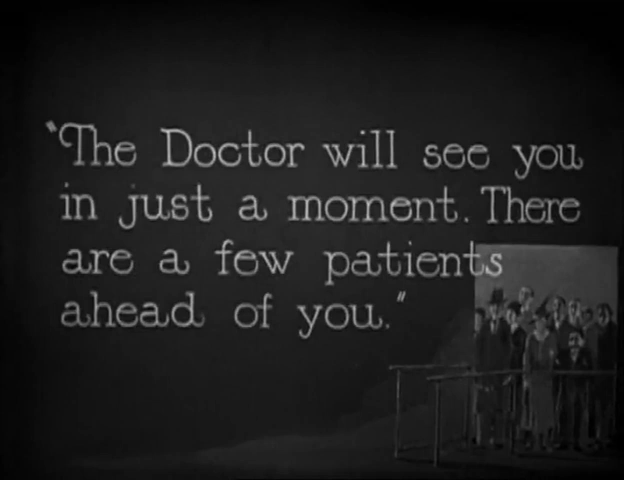 "The Doctor will see you
in just a moment. There
are a few patients
ahead of you."